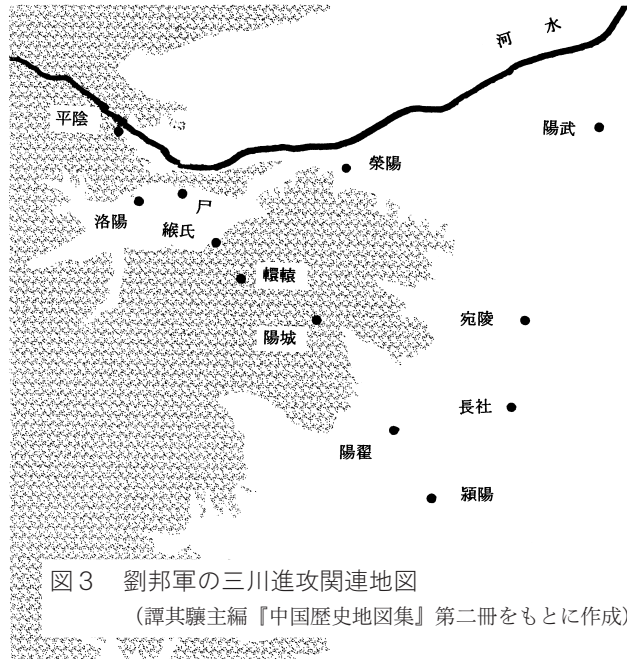 河水
平陰
陽武
滎陽
尸
洛陽
緱氏
轘轅
陽城
宛陵
長社
陽翟
潁陽
図3 劉邦軍の三川進攻関連地図
(譚其驤主編『中国歴史地図集』第二冊をもとに作成)